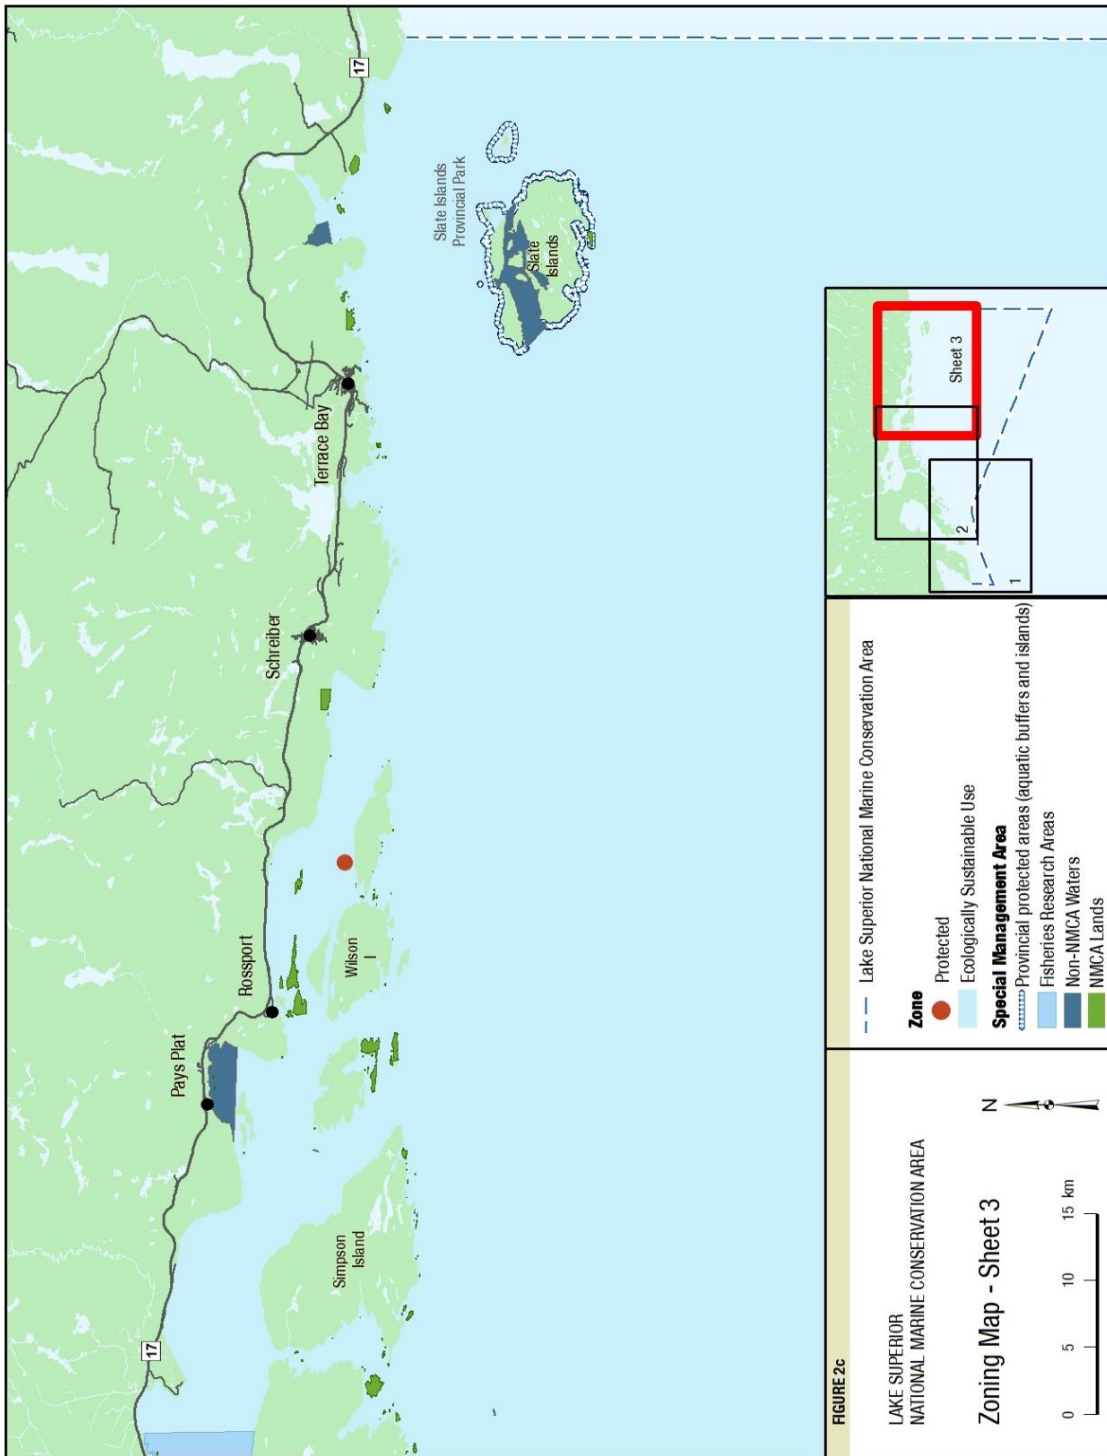 17
Slate Islands
Provincial Park
Slate
Islands
Terrace Bay
Schreiber
Rossport
Pays Plat
Wilson
I
Simpson
Island
17
FIGURE 2c
LAKE SUPERIOR
NATIONAL MARINE CONSERVATION AREA
Zoning Map - Sheet 3
N
0 5 10 15 km
Lake Superior National Marine Conservation Area
Zone
Protected
Ecologically Sustainable Use
Special Management Area
Provincial protected areas (aquatic buffers and islands)
Fisheries Research Areas
Non-NMCA Waters
NMCA Lands
Sheet 3
2
1